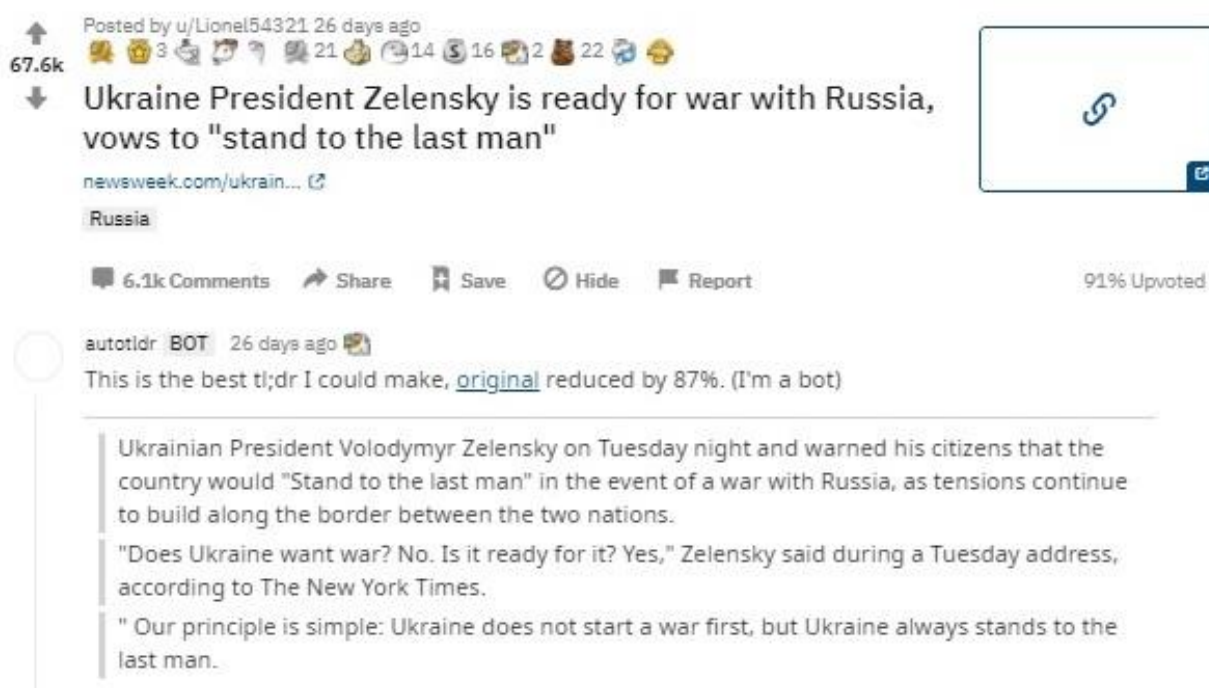 Posted by u/Lionel54321 26 days ago
3 21 14 S 16 2 22
67.6k
Ukraine President Zelensky is ready for war with Russia,
vows to "stand to the last man"
newsweek.com/ukrain...
Russia
6.1k Comments Share Save Hide Report 91% Upvoted
autotldr BOT 26 days ago
This is the best tl;dr I could make, original reduced by 87%. (I'm a bot)
Ukrainian President Volodymyr Zelensky on Tuesday night and warned his citizens that the
country would "Stand to the last man" in the event of a war with Russia, as tensions continue
to build along the border between the two nations.
"Does Ukraine want war? No. Is it ready for it? Yes," Zelensky said during a Tuesday address,
according to The New York Times.
" Our principle is simple: Ukraine does not start a war first, but Ukraine always stands to the
last man.